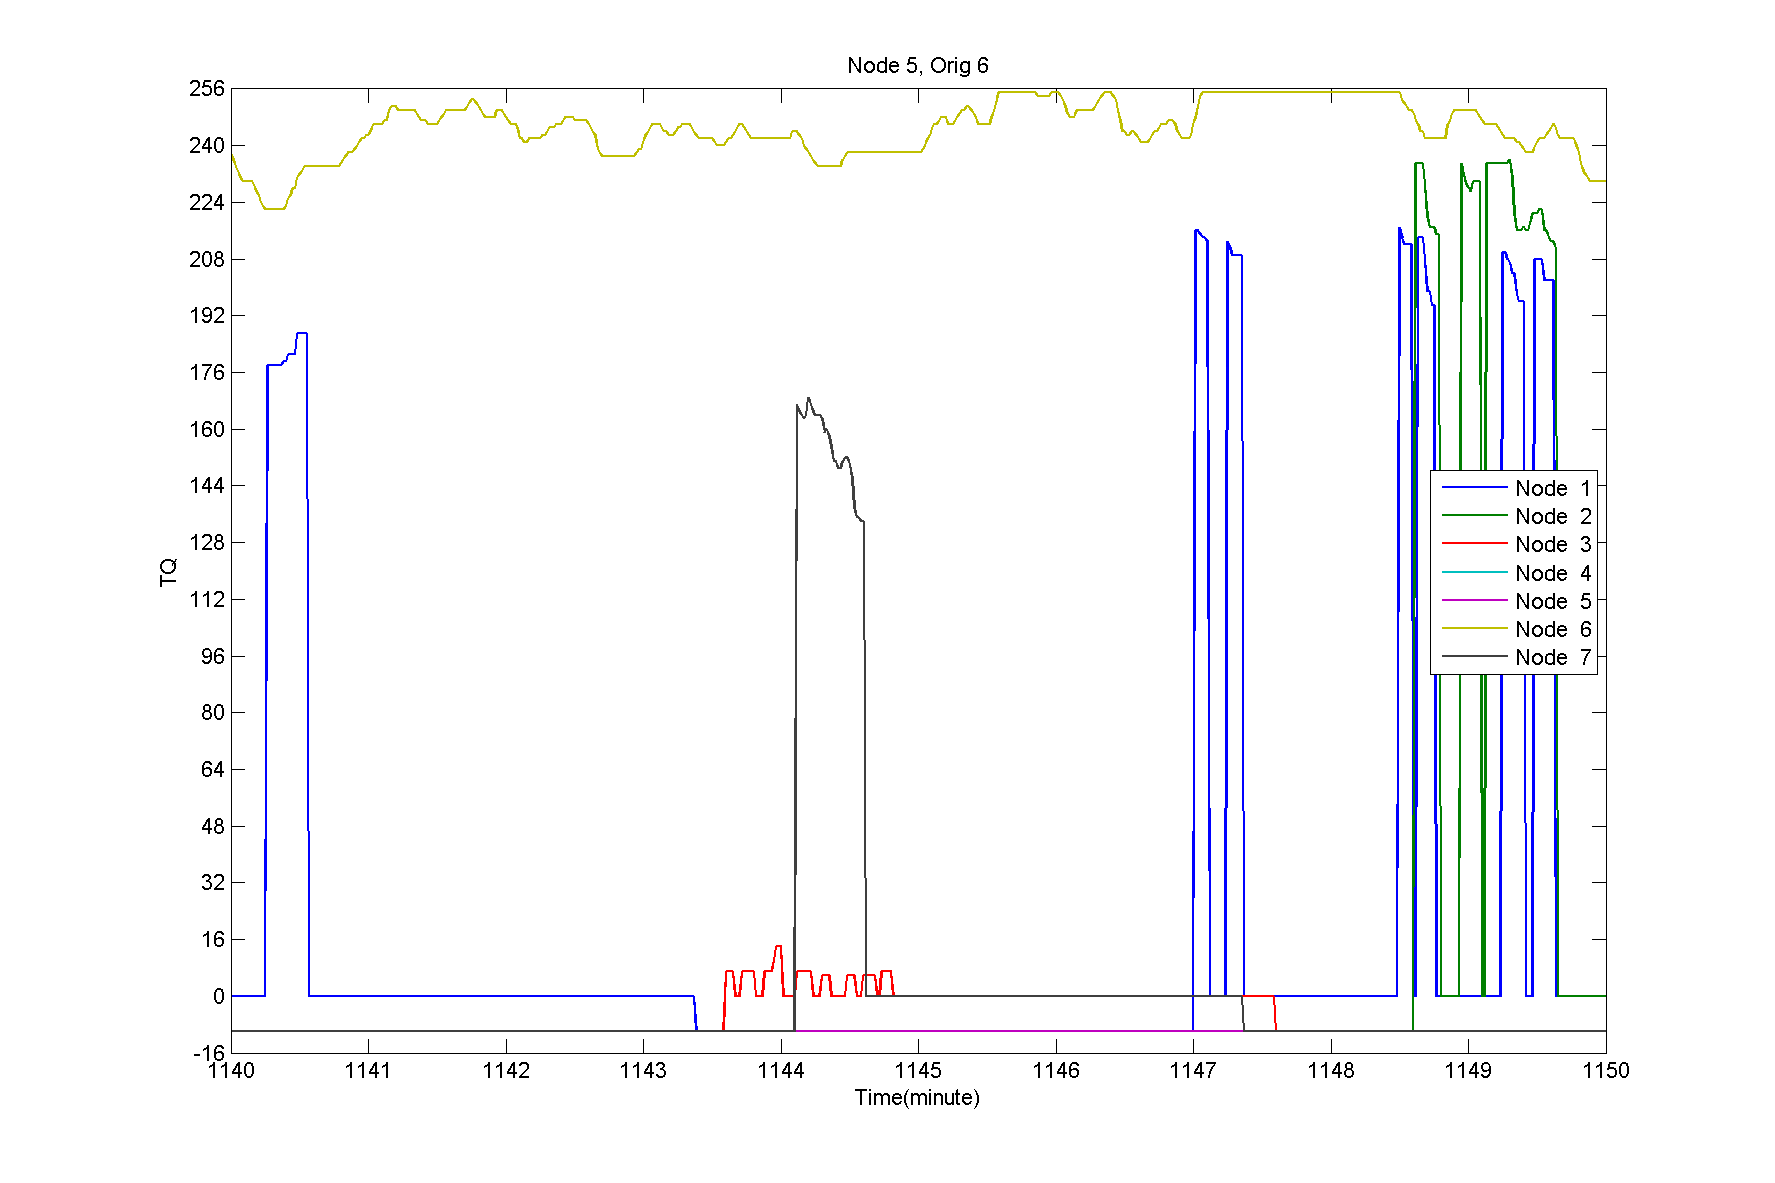 Node 5, Orig 6
256
240
224
208
192
176
160
144
128
112
96
80
64
48
32
16
0
-16
TQ
Node 1
Node 2
Node 3
Node 4
Node 5
Node 6
Node 7
1140 1141 1142 1143 1144 1145 1146 1147 1148 1149 1150
Time(minute)